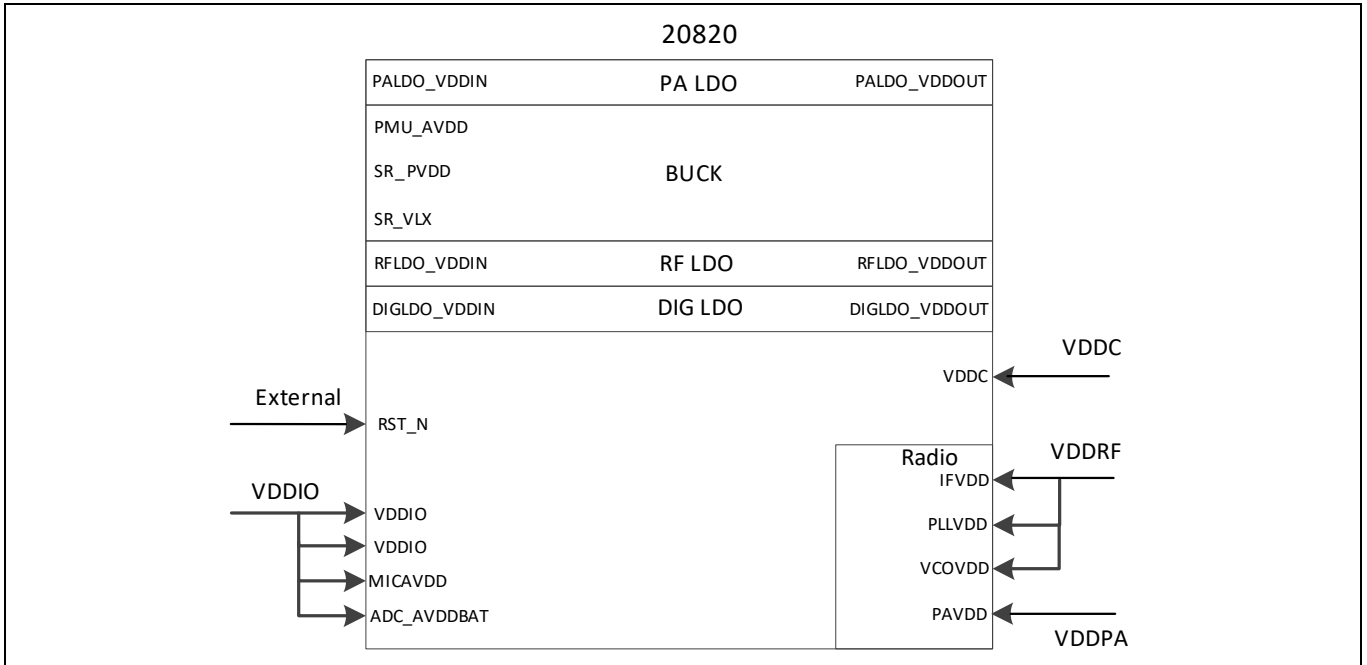 20820
PALDO_VDDIN PA LDO PALDO_VDDOUT
PMU_AVDD
SR_PVDD BUCK
SR_VLX
RFLDO_VDDIN RF LDO RFLDO_VDDOUT
DIGLDO_VDDIN DIG LDO DIGLDO_VDDOUT
VDDC
VDDC
External
RST_N
Radio VDDRF
IFVDD
VDDIO
VDDIO
PLLVDD
VDDIO
VCOVDD
MICAVDD
ADC_AVDDBAT
PAVDD
VDDPA